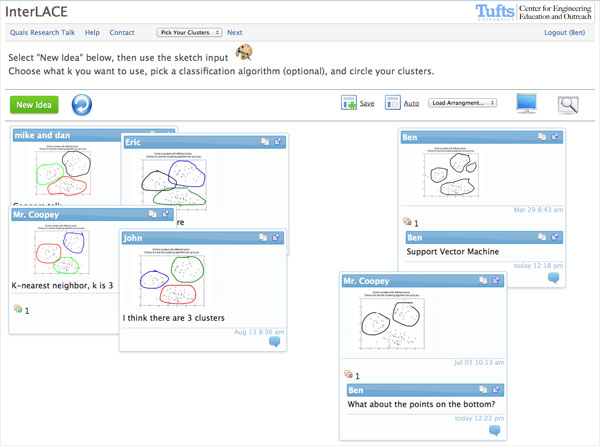 InterLACE
Tufts Center for Engineering
Education and Outreach
Quals Research Talk Help Contact Pick Your Clusters Next Logout (Ben)
Select "New Idea" below, then use the sketch input
Choose what you want to use, pick a classification algorithm (optional), and circle your clusters.
New Idea
Save Auto Load Arrangment...
mike and dan
Eric
re
Mr. Coopey
K-nearest neighbor, k is 3
1
John
I think there are 3 clusters
Aug 13 8:36 am
Ben
Mar 29 8:43 am
1
Ben
Support Vector Machine
today 12:18 pm
Mr. Coopey
Jul 03 10:13 am
1
Ben
What about the points on the bottom?
today 12:22 pm